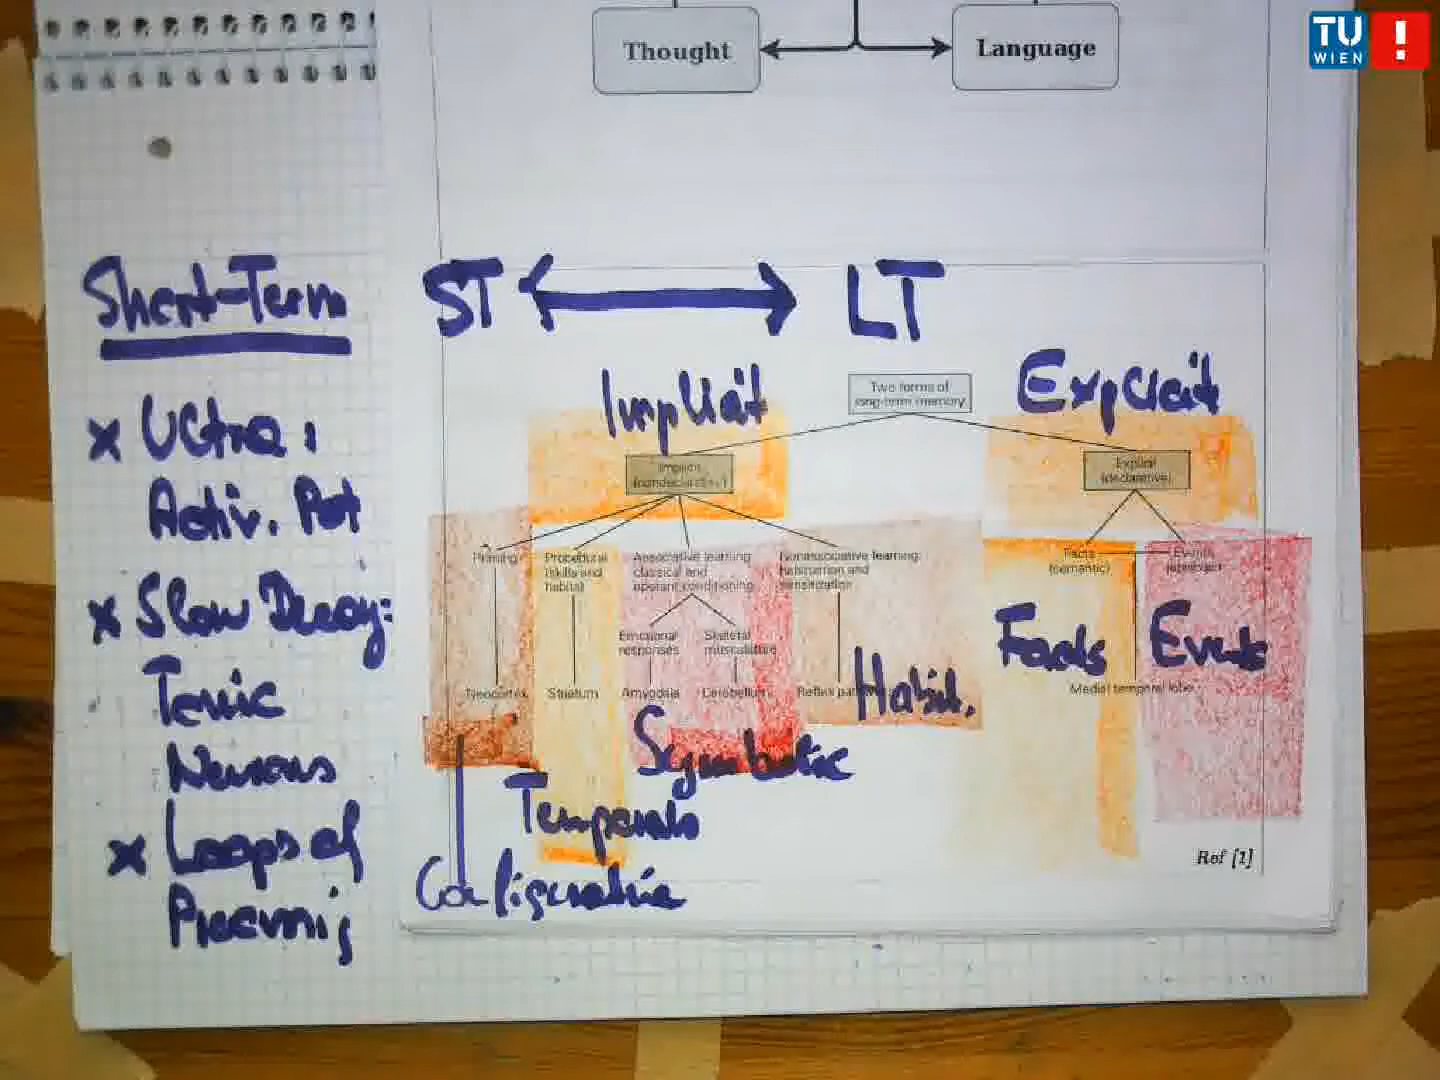 TU
WIEN
!
Thought
Language
Short-Term
ST
LT
Implicit
Two forms of
long-term memory
Explicit
x Ultra:
Activ. Pot
Implicit
(nondeclarative)
Explicit
(declarative)
Priming
Procedural
(skills and
habits)
Associative learning:
classical and
operant conditioning
Nonassociative learning:
habituation and
sensitization
Facts
(semantic)
Events
(episodic)
x Slow Decay:
Tonic
Neurons
Emotional
responses
Skeletal
musculature
Facts
Events
Neocortex
Striatum
Amygdala
Cerebellum
Reflex pathways
Habit.
Medial temporal lobe
Symbolic
Temporal
x Loops of
Configuration
Ref [1]